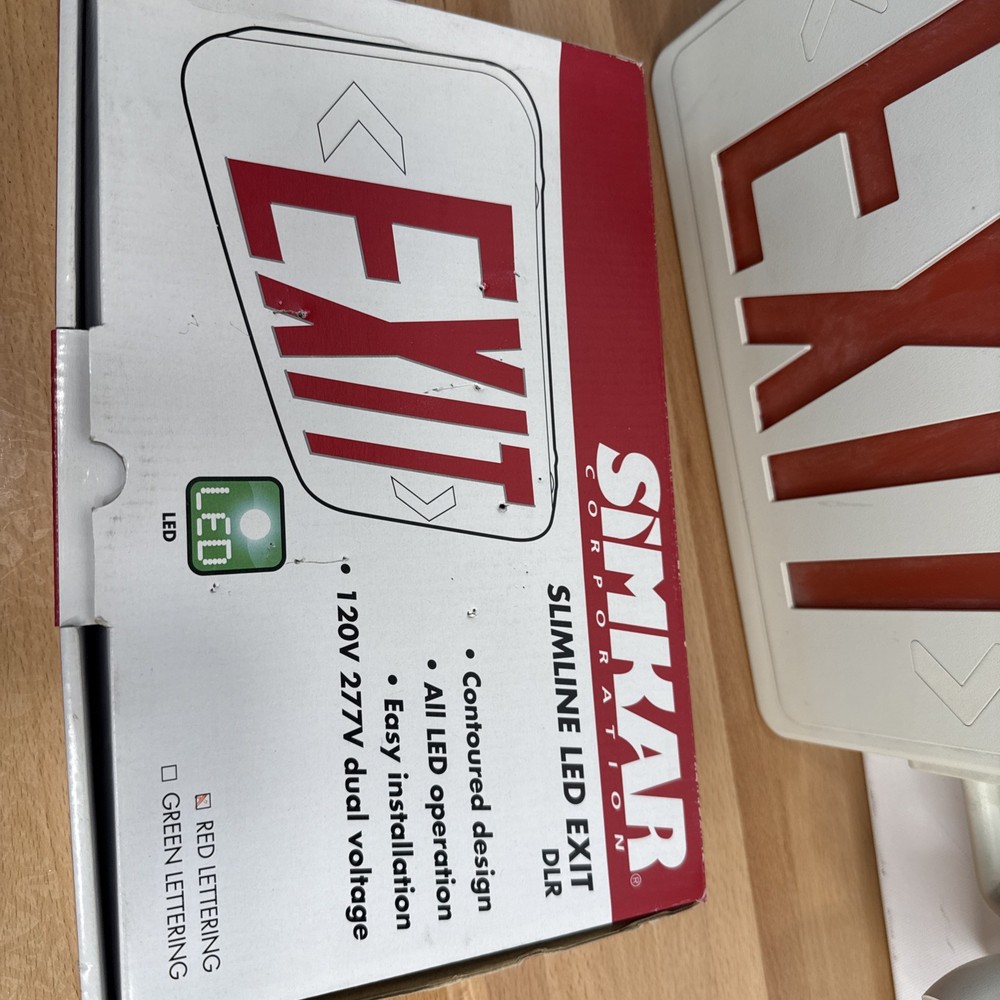 SIMKAR®
CORPORATION
SLIMLINE LED EXIT
DLR
• Contoured design
• All LED operation
• Easy installation
• 120V 277V dual voltage
EXIT
LED
LED
RED LETTERING
GREEN LETTERING
EXIT